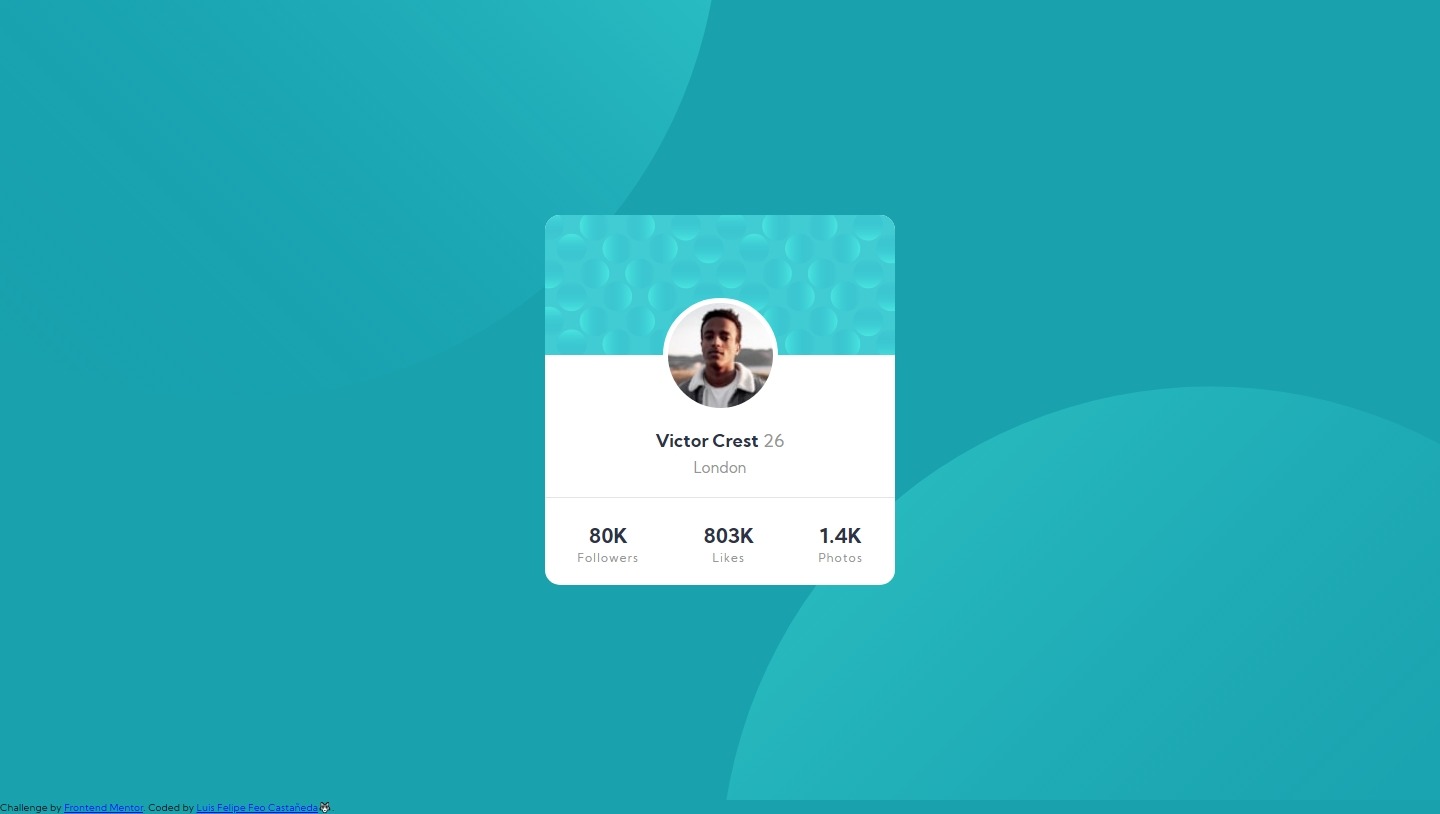 Victor Crest 26
London
80K 803K 1.4K
Followers Likes Photos
Challenge by Frontend Mentor. Coded by Luis Felipe Feo Castañeda🐺.